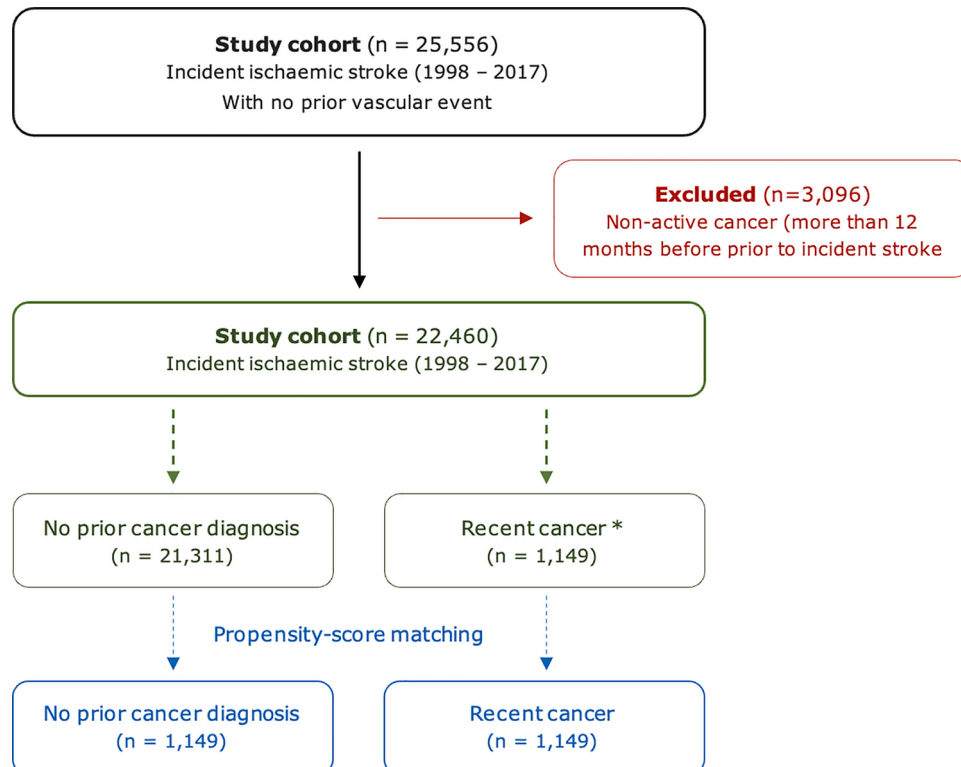 Study cohort (n = 25,556)
Incident ischaemic stroke (1998 – 2017)
With no prior vascular event
Excluded (n=3,096)
Non-active cancer (more than 12
months before prior to incident stroke
Study cohort (n = 22,460)
Incident ischaemic stroke (1998 – 2017)
No prior cancer diagnosis
(n = 21,311)
Recent cancer *
(n = 1,149)
Propensity-score matching
No prior cancer diagnosis
(n = 1,149)
Recent cancer
(n = 1,149)